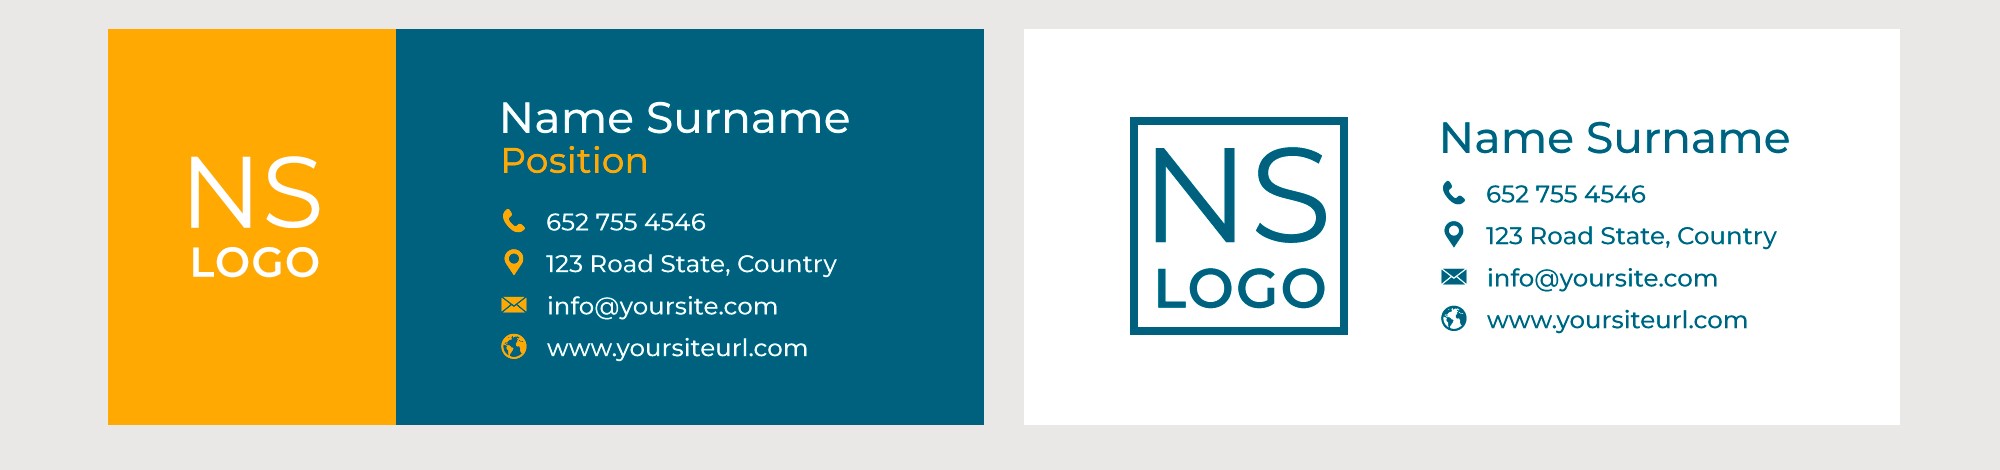 NS
LOGO
Name Surname
Position
652 755 4546
123 Road State, Country
info@yoursite.com
www.yoursiteurl.com
NS
LOGO
Name Surname
652 755 4546
123 Road State, Country
info@yoursite.com
www.yoursiteurl.com